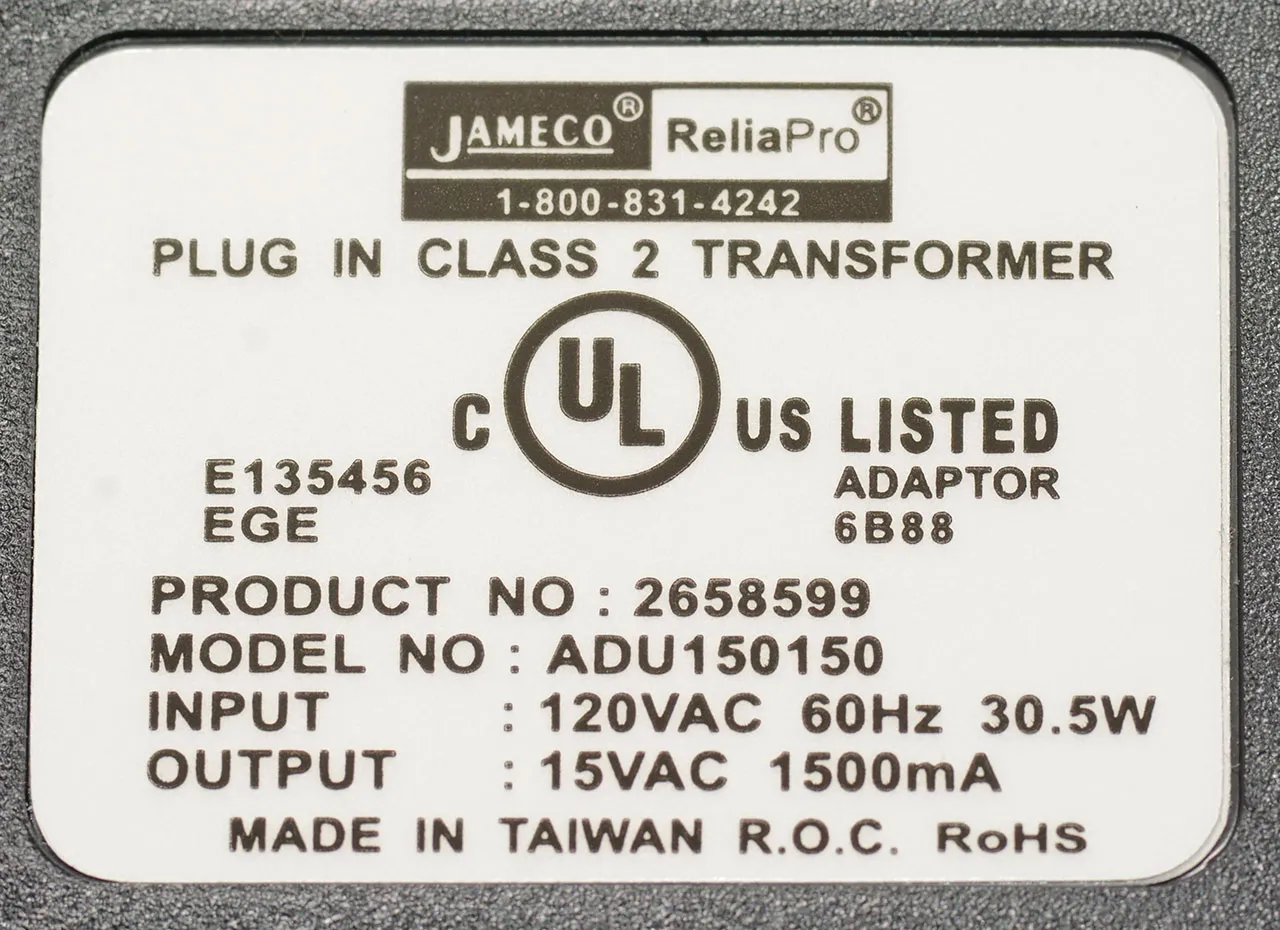 JAMECO® ReliaPro®
1-800-831-4242
PLUG IN CLASS 2 TRANSFORMER
C UL US LISTED
E135456 ADAPTOR
EGE 6B88
PRODUCT NO : 2658599
MODEL NO : ADU150150
INPUT : 120VAC 60Hz 30.5W
OUTPUT : 15VAC 1500mA
MADE IN TAIWAN R.O.C. RoHS